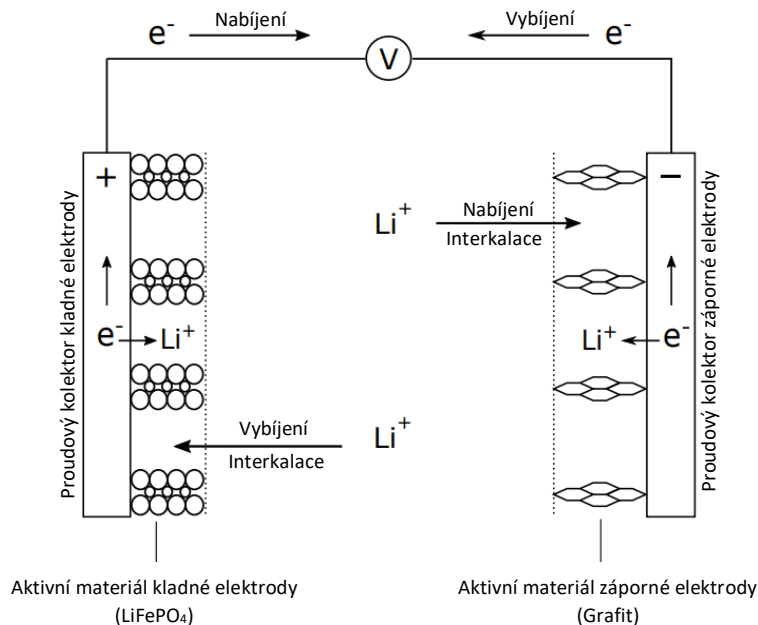 Nabíjení
e⁻
Vybíjení
e⁻
V
+
−
Li⁺
Nabíjení
Interkalace
e⁻
Li⁺
Li⁺
e⁻
Proudový kolektor kladné elektrody
Proudový kolektor záporné elektrody
Vybíjení
Interkalace
Li⁺
Aktivní materiál kladné elektrody
(LiFePO₄)
Aktivní materiál záporné elektrody
(Grafit)